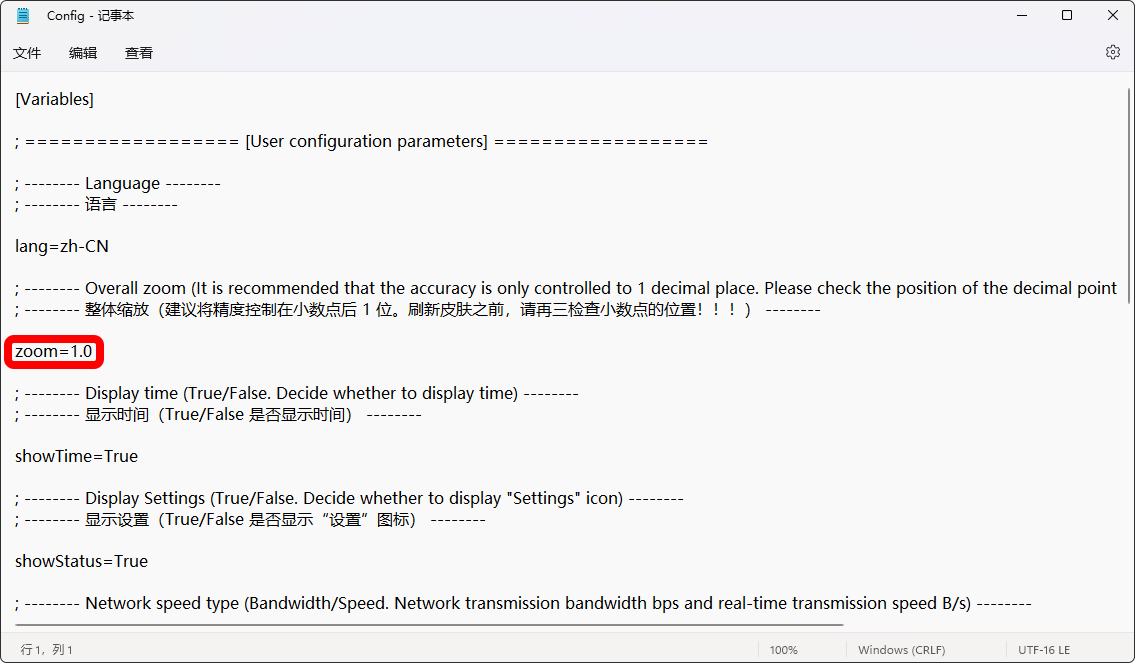 Config - 记事本
文件 编辑 查看
[Variables]
; ================== [User configuration parameters] ==================
; -------- Language --------
; -------- 语言 --------
lang=zh-CN
; -------- Overall zoom (It is recommended that the accuracy is only controlled to 1 decimal place. Please check the position of the decimal point
; -------- 整体缩放（建议将精度控制在小数点后 1 位。刷新皮肤之前，请再三检查小数点的位置！！！） --------
zoom=1.0
; -------- Display time (True/False. Decide whether to display time) --------
; -------- 显示时间（True/False 是否显示时间） --------
showTime=True
; -------- Display Settings (True/False. Decide whether to display "Settings" icon) --------
; -------- 显示设置（True/False 是否显示“设置”图标） --------
showStatus=True
; -------- Network speed type (Bandwidth/Speed. Network transmission bandwidth bps and real-time transmission speed B/s) --------
行 1，列 1 100% Windows (CRLF) UTF-16 LE